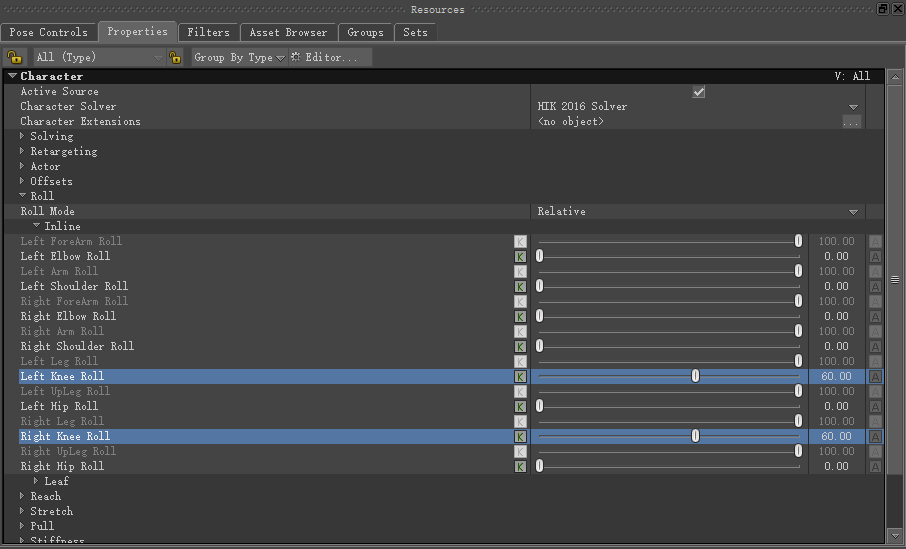 Resources
Pose Controls Properties Filters Asset Browser Groups Sets
All (Type) Group By Type Editor...
Character V: All
Active Source
Character Solver HIK 2016 Solver
Character Extensions <no object> ...
Solving
Retargeting
Actor
Offsets
Roll
Roll Mode Relative
Inline
Left ForeArm Roll K 100.00 A
Left Elbow Roll K 0.00 A
Left Arm Roll K 100.00 A
Left Shoulder Roll K 0.00 A
Right ForeArm Roll K 100.00 A
Right Elbow Roll K 0.00 A
Right Arm Roll K 100.00 A
Right Shoulder Roll K 0.00 A
Left Leg Roll K 100.00 A
Left Knee Roll K 60.00 A
Left UpLeg Roll K 100.00 A
Left Hip Roll K 0.00 A
Right Leg Roll K 100.00 A
Right Knee Roll K 60.00 A
Right UpLeg Roll K 100.00 A
Right Hip Roll K 0.00 A
Leaf
Reach
Stretch
Pull
Stiffness